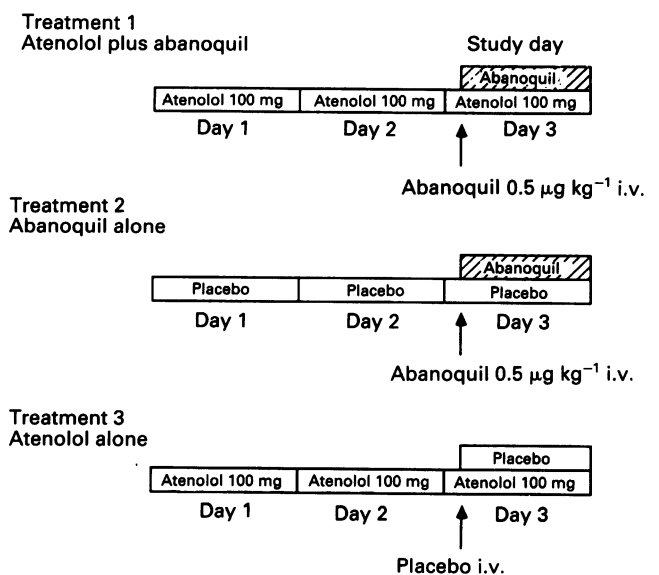 Treatment 1
Atenolol plus abanoquil
Study day
Abanoquil
Atenolol 100 mg Atenolol 100 mg Atenolol 100 mg
Day 1 Day 2 Day 3
Abanoquil 0.5 μg kg⁻¹ i.v.
Treatment 2
Abanoquil alone
Abanoquil
Placebo Placebo Placebo
Day 1 Day 2 Day 3
Abanoquil 0.5 μg kg⁻¹ i.v.
Treatment 3
Atenolol alone
Placebo
Atenolol 100 mg Atenolol 100 mg Atenolol 100 mg
Day 1 Day 2 Day 3
Placebo i.v.